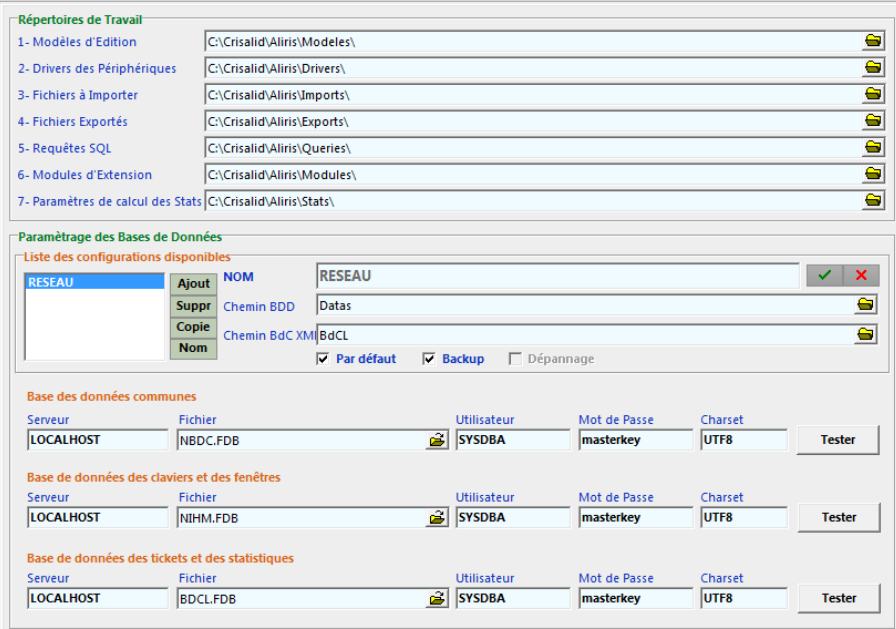 Répertoires de Travail
1- Modèles d'Edition C:\Crisalid\Aliris\Modeles\
2- Drivers des Périphériques C:\Crisalid\Aliris\Drivers\
3- Fichiers à Importer C:\Crisalid\Aliris\Imports\
4- Fichiers Exportés C:\Crisalid\Aliris\Exports\
5- Requêtes SQL C:\Crisalid\Aliris\Queries\
6- Modules d'Extension C:\Crisalid\Aliris\Modules\
7- Paramètres de calcul des Stats C:\Crisalid\Aliris\Stats\
Paramètrage des Bases de Données
Liste des configurations disponibles
RESEAU Ajout NOM RESEAU
Suppr Chemin BDD Datas
Copie Chemin BdC XML BdCL
Nom
Par défaut Backup Dépannage
Base des données communes
Serveur Fichier Utilisateur Mot de Passe Charset
LOCALHOST NBDC.FDB SYSDBA masterkey UTF8 Tester
Base de données des claviers et des fenêtres
Serveur Fichier Utilisateur Mot de Passe Charset
LOCALHOST NIHM.FDB SYSDBA masterkey UTF8 Tester
Base de données des tickets et des statistiques
Serveur Fichier Utilisateur Mot de Passe Charset
LOCALHOST BDCL.FDB SYSDBA masterkey UTF8 Tester